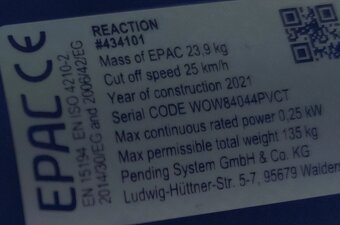 EPAC CE
EN 15194 EN ISO 4210-2
2014/30/EG and 2006/42/EG
REACTION
#434101
Mass of EPAC 23,9 kg
Cut off speed 25 km/h
Year of construction 2021
Serial CODE WOW84044PVCT
Max continuous rated power 0,25 kW
Max permissible total weight 135 kg
Pending System GmbH & Co. KG
Ludwig-Hüttner-Str. 5-7, 95679 Walden